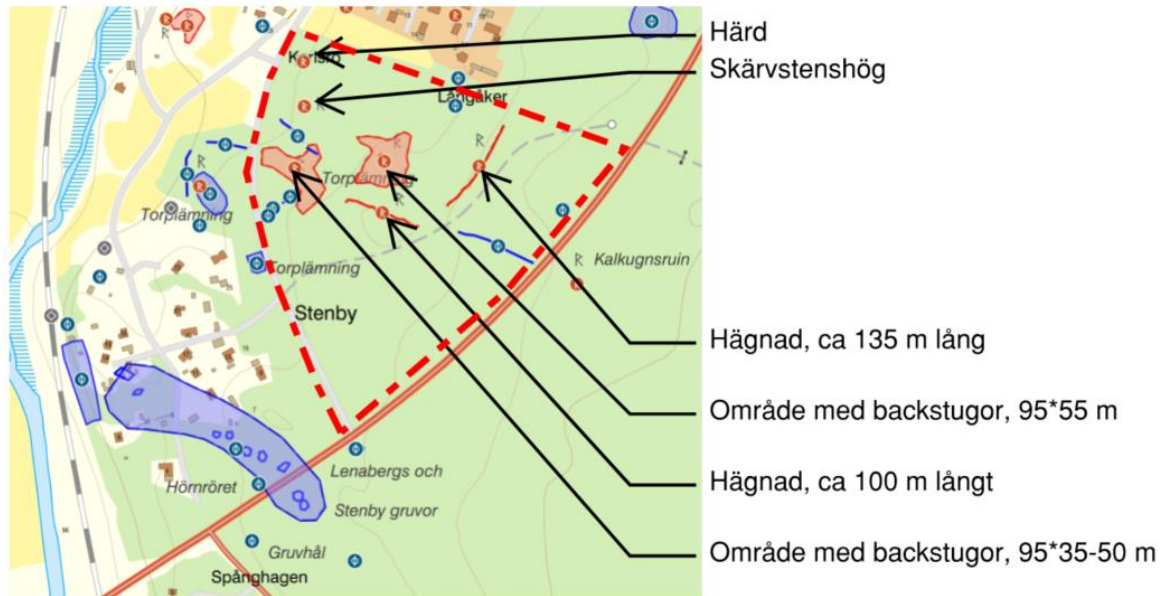 Härd
Skärvstenshög
Karlsro
Långåker
Torplämning
Torplämning
Torplämning
Kalkugnsruin
Stenby
Hägnad, ca 135 m lång
Område med backstugor, 95*55 m
Lenabergs och
Hörnröret
Stenby gruvor
Hägnad, ca 100 m långt
Gruvhål
Område med backstugor, 95*35-50 m
Spånghagen